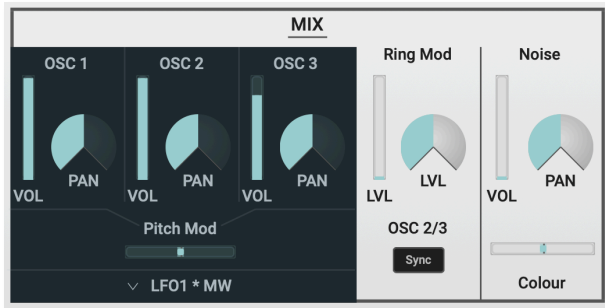 MIX
OSC 1
OSC 2
OSC 3
Ring Mod
Noise
VOL
PAN
VOL
PAN
VOL
PAN
LVL
LVL
VOL
PAN
Pitch Mod
OSC 2/3
Sync
LFO1 * MW
Colour